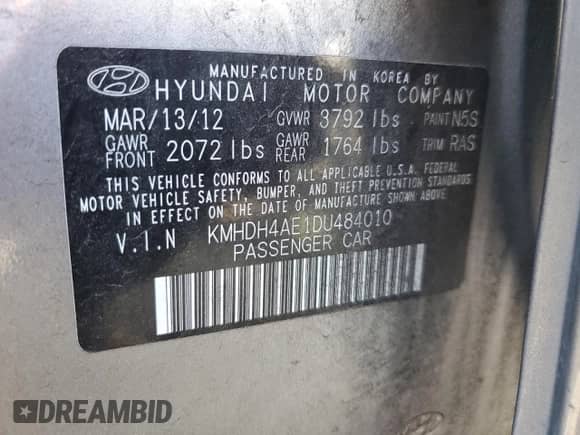 MANUFACTURED IN KOREA BY
HYUNDAI MOTOR COMPANY
MAR/13/12 GVWR 3792 lbs PAINT N5S
GAWR FRONT 2072 lbs GAWR REAR 1764 lbs TRIM RAS
THIS VEHICLE CONFORMS TO ALL APPLICABLE U.S.A. FEDERAL
MOTOR VEHICLE SAFETY, BUMPER, AND THEFT PREVENTION STANDARDS
IN EFFECT ON THE DATE OF MANUFACTURE SHOWN ABOVE.
V.I.N KMHDH4AE1DU484010
PASSENGER CAR
DREAMBID